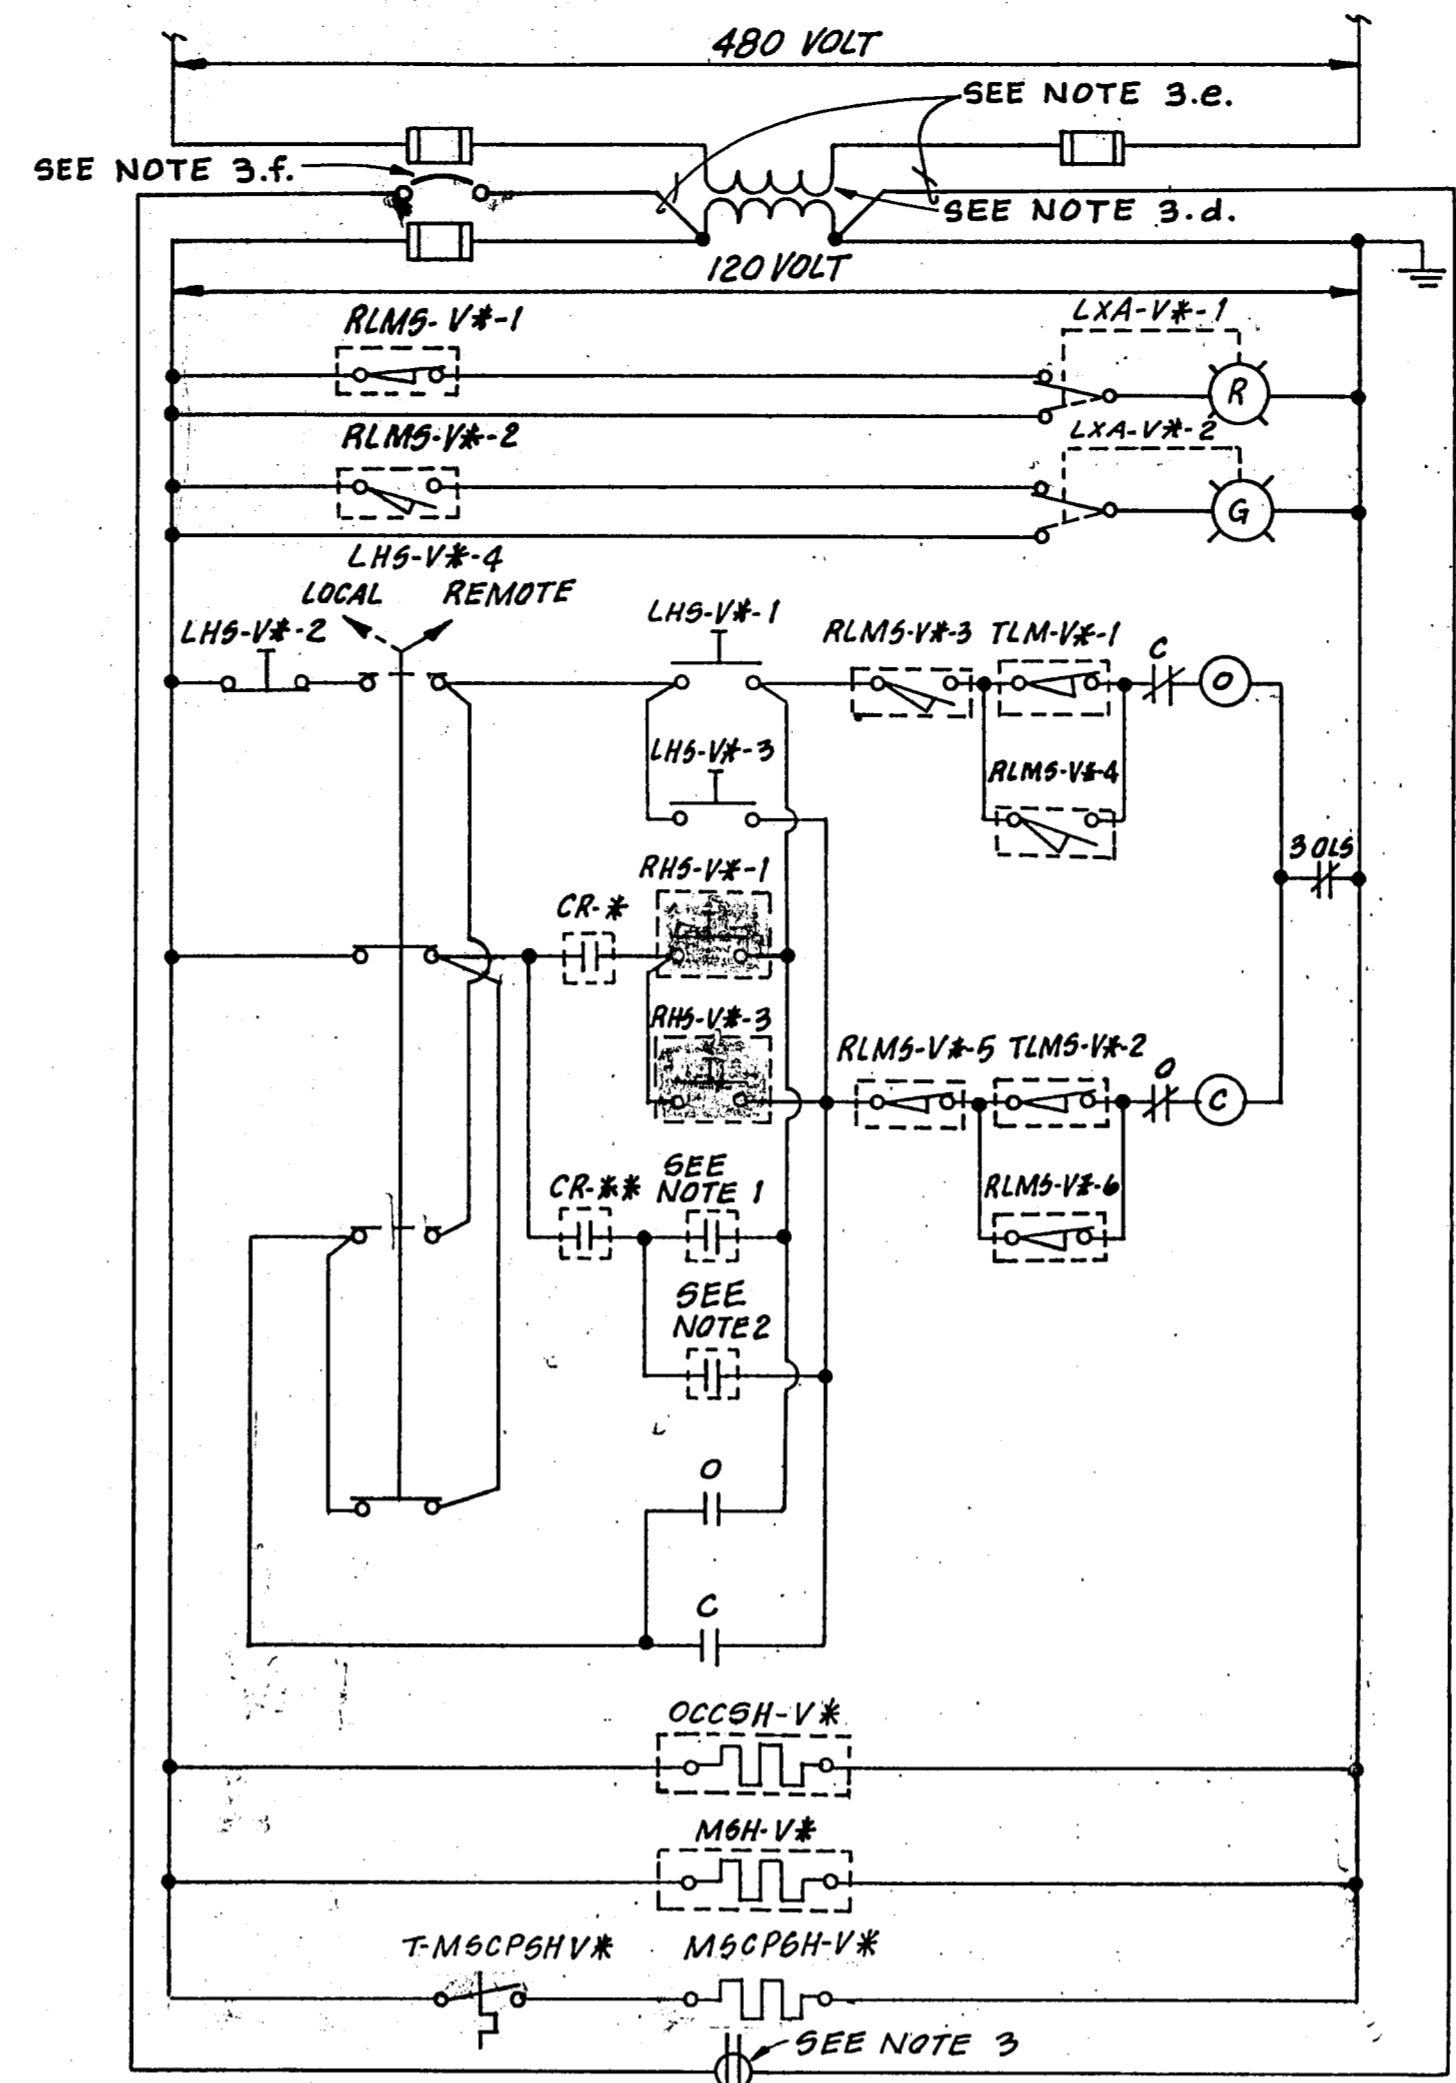 480 VOLT
SEE NOTE 3.e.
SEE NOTE 3.f.
SEE NOTE 3.d.
120 VOLT
RLMS-V*-1
LXA-V*-1
R
RLMS-V*-2
LXA-V*-2
G
LHS-V*-4
LOCAL REMOTE
LHS-V*-2
LHS-V*-1
RLMS-V*-3 TLM-V*-1
C
O
LHS-V*-3
RLMS-V*-4
3 OLS
RHS-V*-1
CR-*
RHS-V*-3
RLMS-V*-5 TLMS-V*-2
O
C
CR-**
SEE
NOTE 1
RLMS-V*-6
SEE
NOTE 2
O
C
OCCSH-V*
MSH-V*
T-MSCPSHV* MSCPSH-V*
SEE NOTE 3